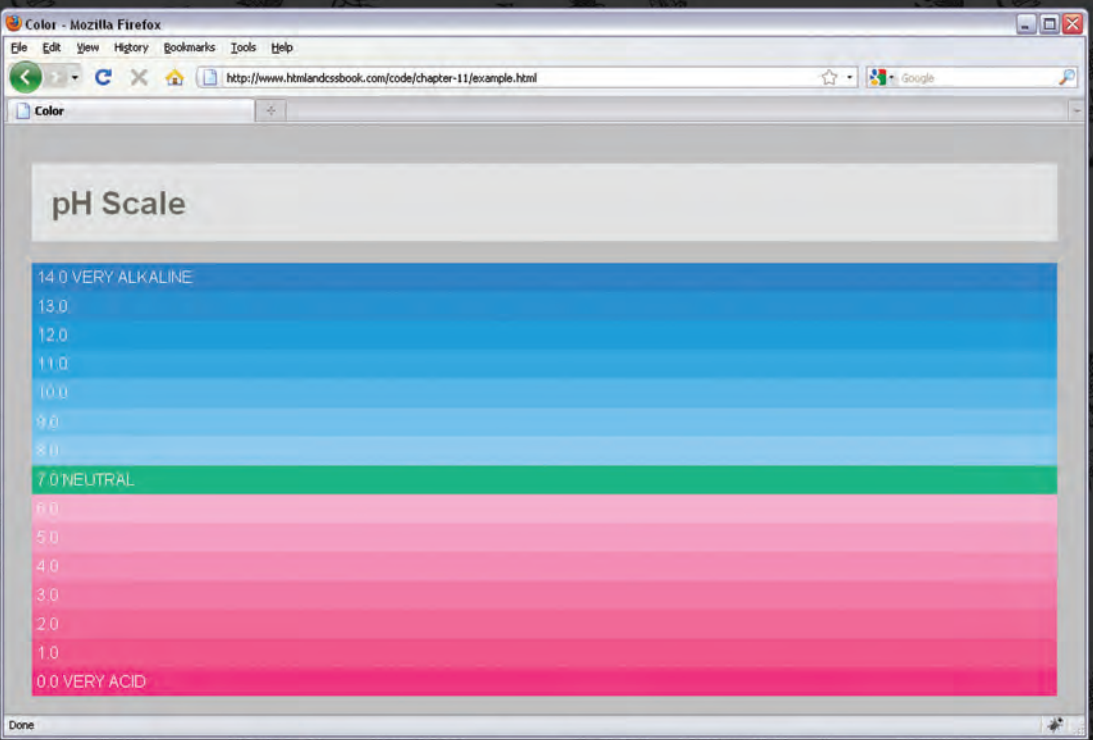 Color - Mozilla Firefox
File Edit View History Bookmarks Tools Help
http://www.htmlandcssbook.com/code/chapter-11/example.html Google
Color
pH Scale
14.0 VERY ALKALINE
13.0
12.0
11.0
10.0
9.0
8.0
7.0 NEUTRAL
6.0
5.0
4.0
3.0
2.0
1.0
0.0 VERY ACID
Done